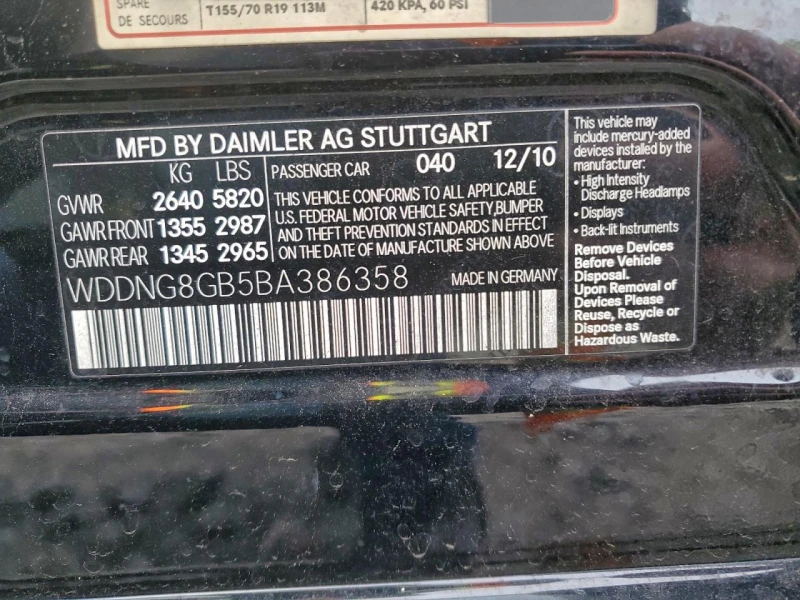 SPARE
DE SECOURS
T155/70 R19 113M
420 KPA, 60 PSI
MFD BY DAIMLER AG STUTTGART
KG LBS
GVWR 2640 5820
GAWR FRONT 1355 2987
GAWR REAR 1345 2965
PASSENGER CAR 040 12/10
THIS VEHICLE CONFORMS TO ALL APPLICABLE
U.S. FEDERAL MOTOR VEHICLE SAFETY,BUMPER
AND THEFT PREVENTION STANDARDS IN EFFECT
ON THE DATE OF MANUFACTURE SHOWN ABOVE
WDDNG8GB5BA386358
MADE IN GERMANY
This vehicle may
include mercury-added
devices installed by the
manufacturer:
• High Intensity
Discharge Headlamps
• Displays
• Back-lit Instruments
Remove Devices
Before Vehicle
Disposal.
Upon Removal of
Devices Please
Reuse, Recycle or
Dispose as
Hazardous Waste.